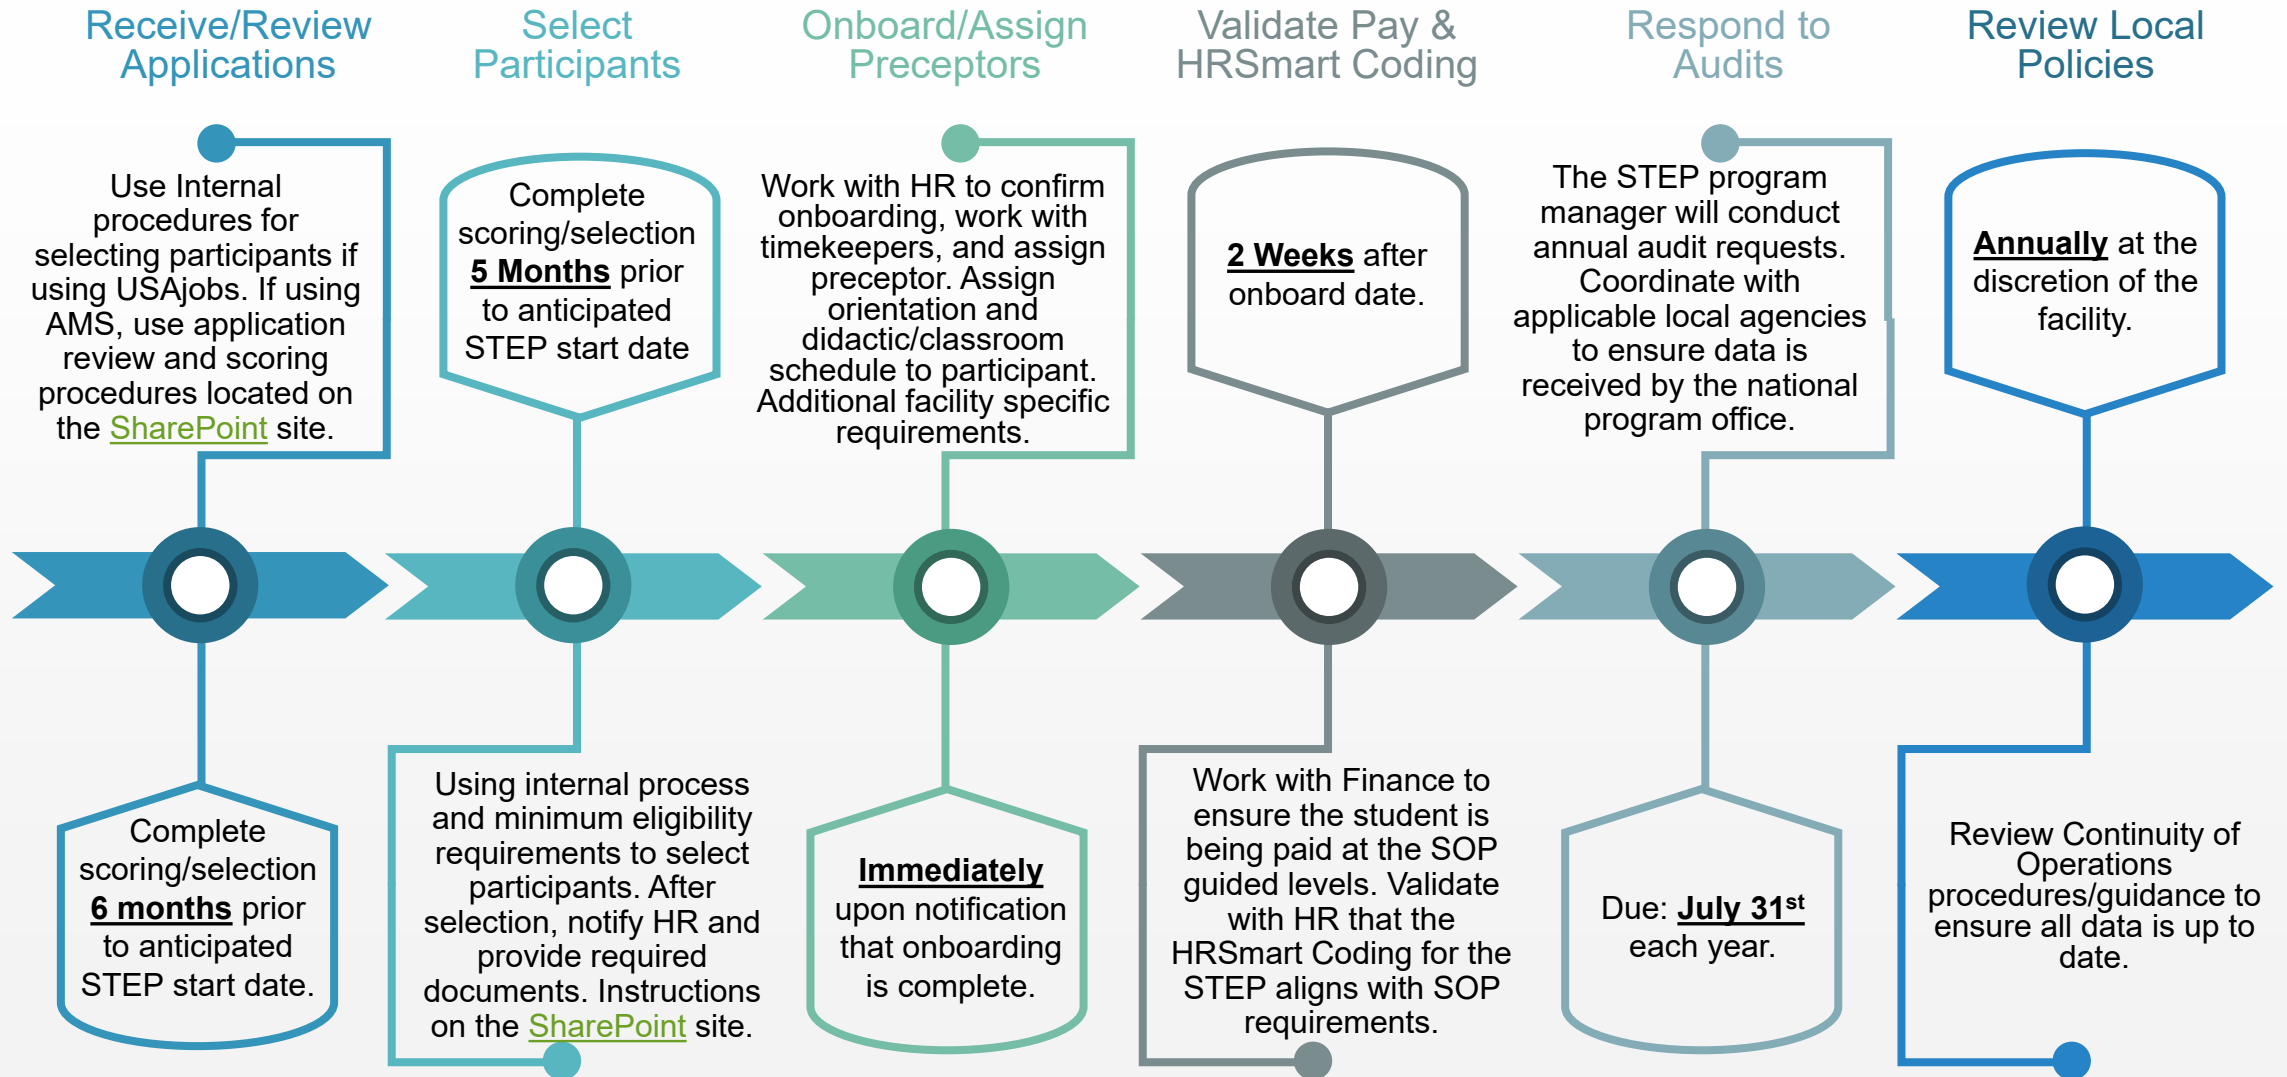 Receive/Review
Applications
Use Internal
procedures for
selecting participants if
using USAjobs. If using
AMS, use application
review and scoring
procedures located on
the SharePoint site.
Complete
scoring/selection
6 months prior
to anticipated
STEP start date.
Select
Participants
Complete
scoring/selection
5 Months prior
to anticipated
STEP start date
Using internal process
and minimum eligibility
requirements to select
participants. After
selection, notify HR and
provide required
documents. Instructions
on the SharePoint site.
Onboard/Assign
Preceptors
Work with HR to confirm
onboarding, work with
timekeepers, and assign
preceptor. Assign
orientation and
didactic/classroom
schedule to participant.
Additional facility specific
requirements.
Immediately
upon notification
that onboarding
is complete.
Validate Pay &
HRSmart Coding
2 Weeks after
onboard date.
Work with Finance to
ensure the student is
being paid at the SOP
guided levels. Validate
with HR that the
HRSmart Coding for the
STEP aligns with SOP
requirements.
Respond to
Audits
The STEP program
manager will conduct
annual audit requests.
Coordinate with
applicable local agencies
to ensure data is
received by the national
program office.
Due: July 31st
each year.
Review Local
Policies
Annually at the
discretion of the
facility.
Review Continuity of
Operations
procedures/guidance to
ensure all data is up to
date.